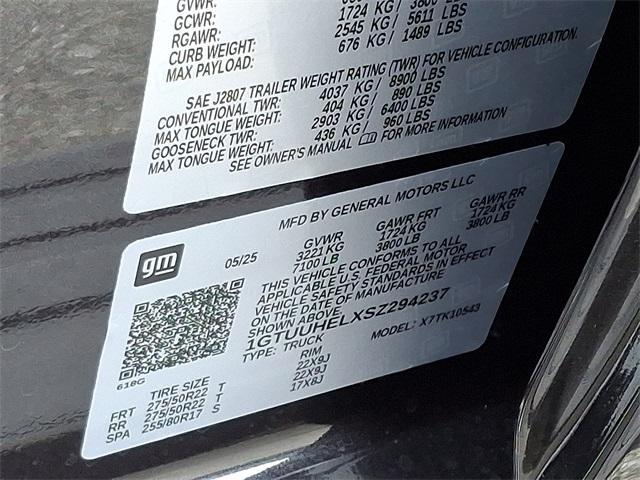 GVWR:
GCWR: 1724 KG / 3800 LBS
RGAWR: 2545 KG / 5611 LBS
CURB WEIGHT: 676 KG / 1489 LBS
MAX PAYLOAD:
SAE J2807 TRAILER WEIGHT RATING (TWR) FOR VEHICLE CONFIGURATION.
CONVENTIONAL TWR: 4037 KG / 8900 LBS
MAX TONGUE WEIGHT: 404 KG / 890 LBS
GOOSENECK TWR: 2903 KG / 6400 LBS
MAX TONGUE WEIGHT: 436 KG / 960 LBS
SEE OWNER'S MANUAL FOR MORE INFORMATION
MFD BY GENERAL MOTORS LLC
gm 05/25 GVWR GAWR FRT GAWR RR
3221 KG 1724 KG 1724 KG
7100 LB 3800 LB 3800 LB
THIS VEHICLE CONFORMS TO ALL
APPLICABLE U.S. FEDERAL MOTOR
VEHICLE SAFETY STANDARDS IN EFFECT
ON THE DATE OF MANUFACTURE
SHOWN ABOVE.
1GTUUHELXSZ294237
TYPE: TRUCK MODEL: X7TK10543
618G
TIRE SIZE RIM
FRT 275/50R22 T 22X9J
RR 275/50R22 T 22X9J
SPA 255/80R17 S 17X8J